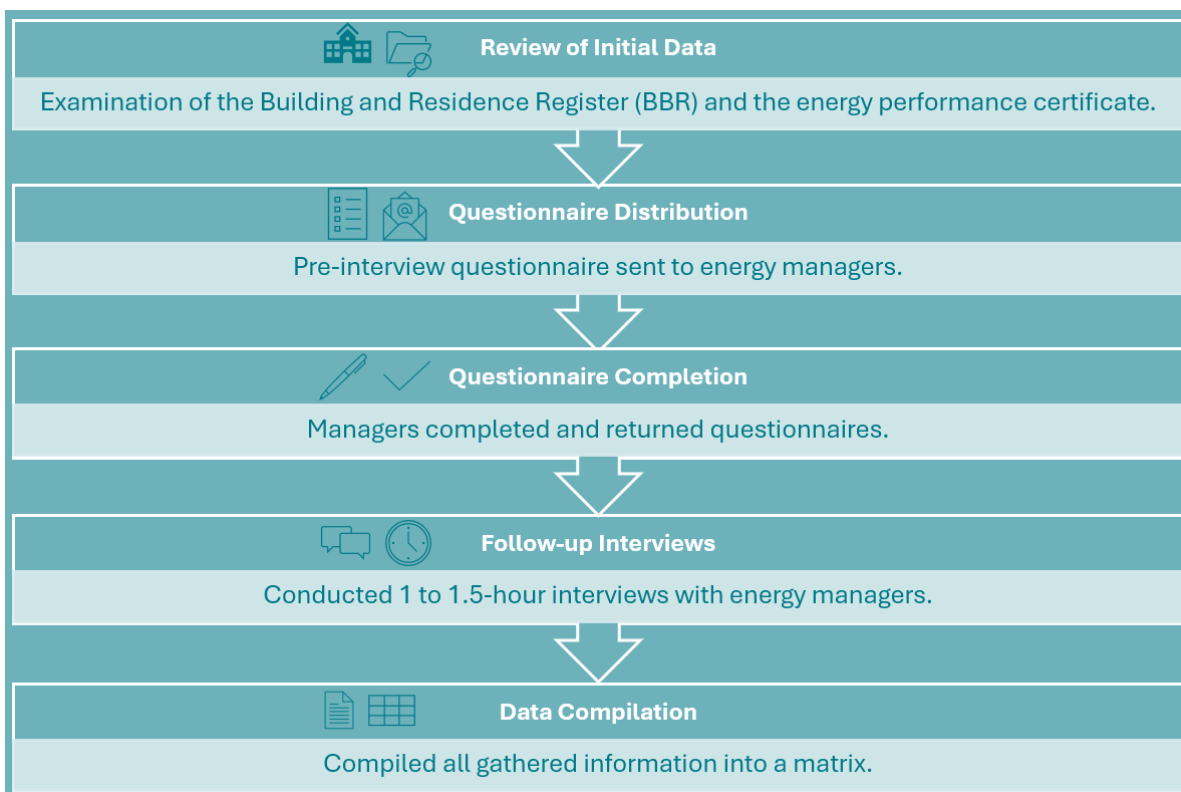 Review of Initial Data
Examination of the Building and Residence Register (BBR) and the energy performance certificate.
@ Questionnaire Distribution
Pre-interview questionnaire sent to energy managers.
Questionnaire Completion
Managers completed and returned questionnaires.
Follow-up Interviews
Conducted 1 to 1.5-hour interviews with energy managers.
Data Compilation
Compiled all gathered information into a matrix.